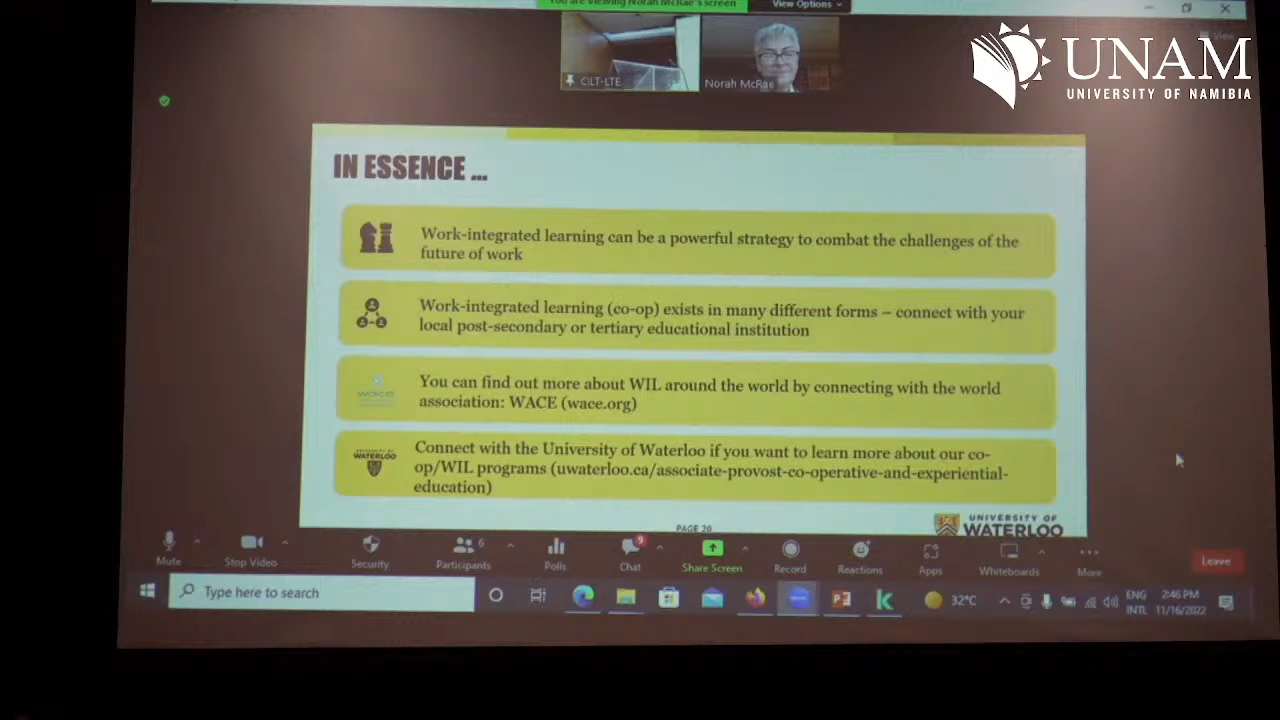 You are viewing Norah McRae's screen
View Options
View
UNAM
UNIVERSITY OF NAMIBIA
CILT-LTE
Norah McRae
IN ESSENCE ...
Work-integrated learning can be a powerful strategy to combat the challenges of the
future of work
Work-integrated learning (co-op) exists in many different forms – connect with your
local post-secondary or tertiary educational institution
wace
You can find out more about WIL around the world by connecting with the world
association: WACE (wace.org)
UNIVERSITY OF
WATERLOO
Connect with the University of Waterloo if you want to learn more about our co-
op/WIL programs (uwaterloo.ca/associate-provost-co-operative-and-experiential-
education)
PAGE 20
UNIVERSITY OF
WATERLOO
Mute
Stop Video
Security
6
Participants
Polls
9
Chat
Share Screen
Record
Reactions
Apps
Whiteboards
More
Leave
Type here to search
32°C
ENG
INTL
2:46 PM
11/16/2022